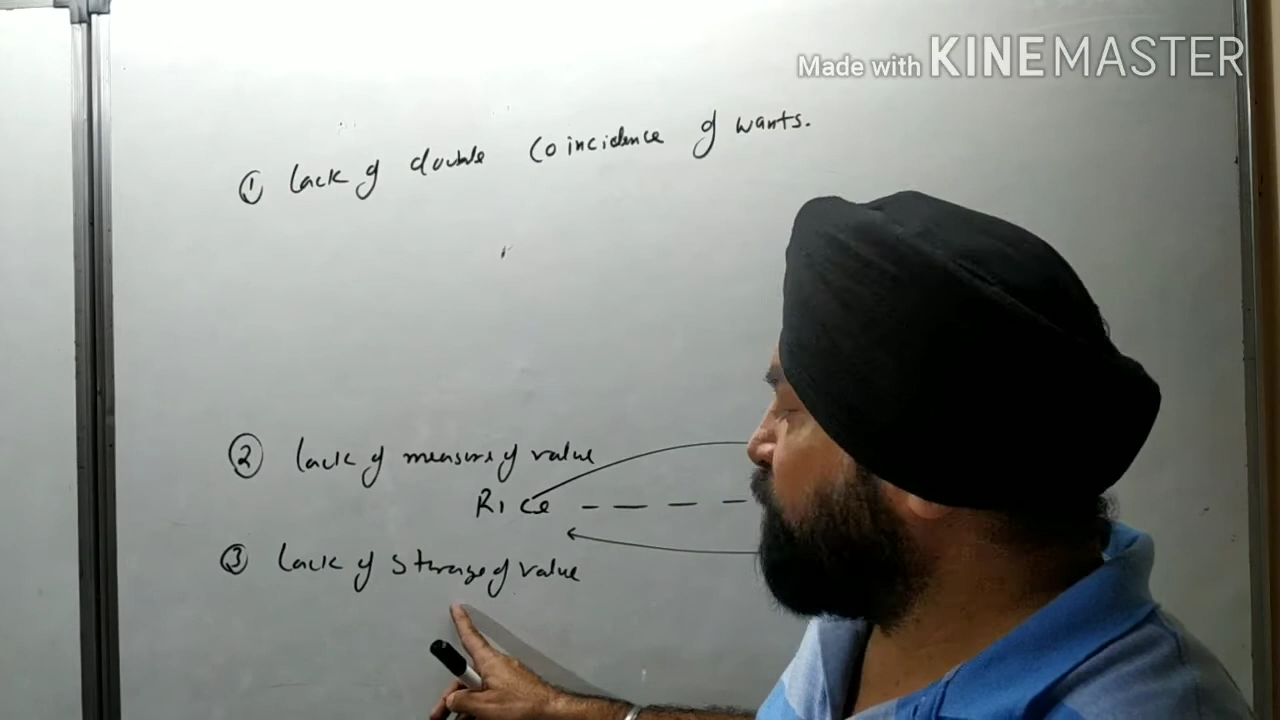 Made with KINEMASTER
① lack of double Coincidence of wants.
② lack of measure of value
Rice
③ lack of storage of value